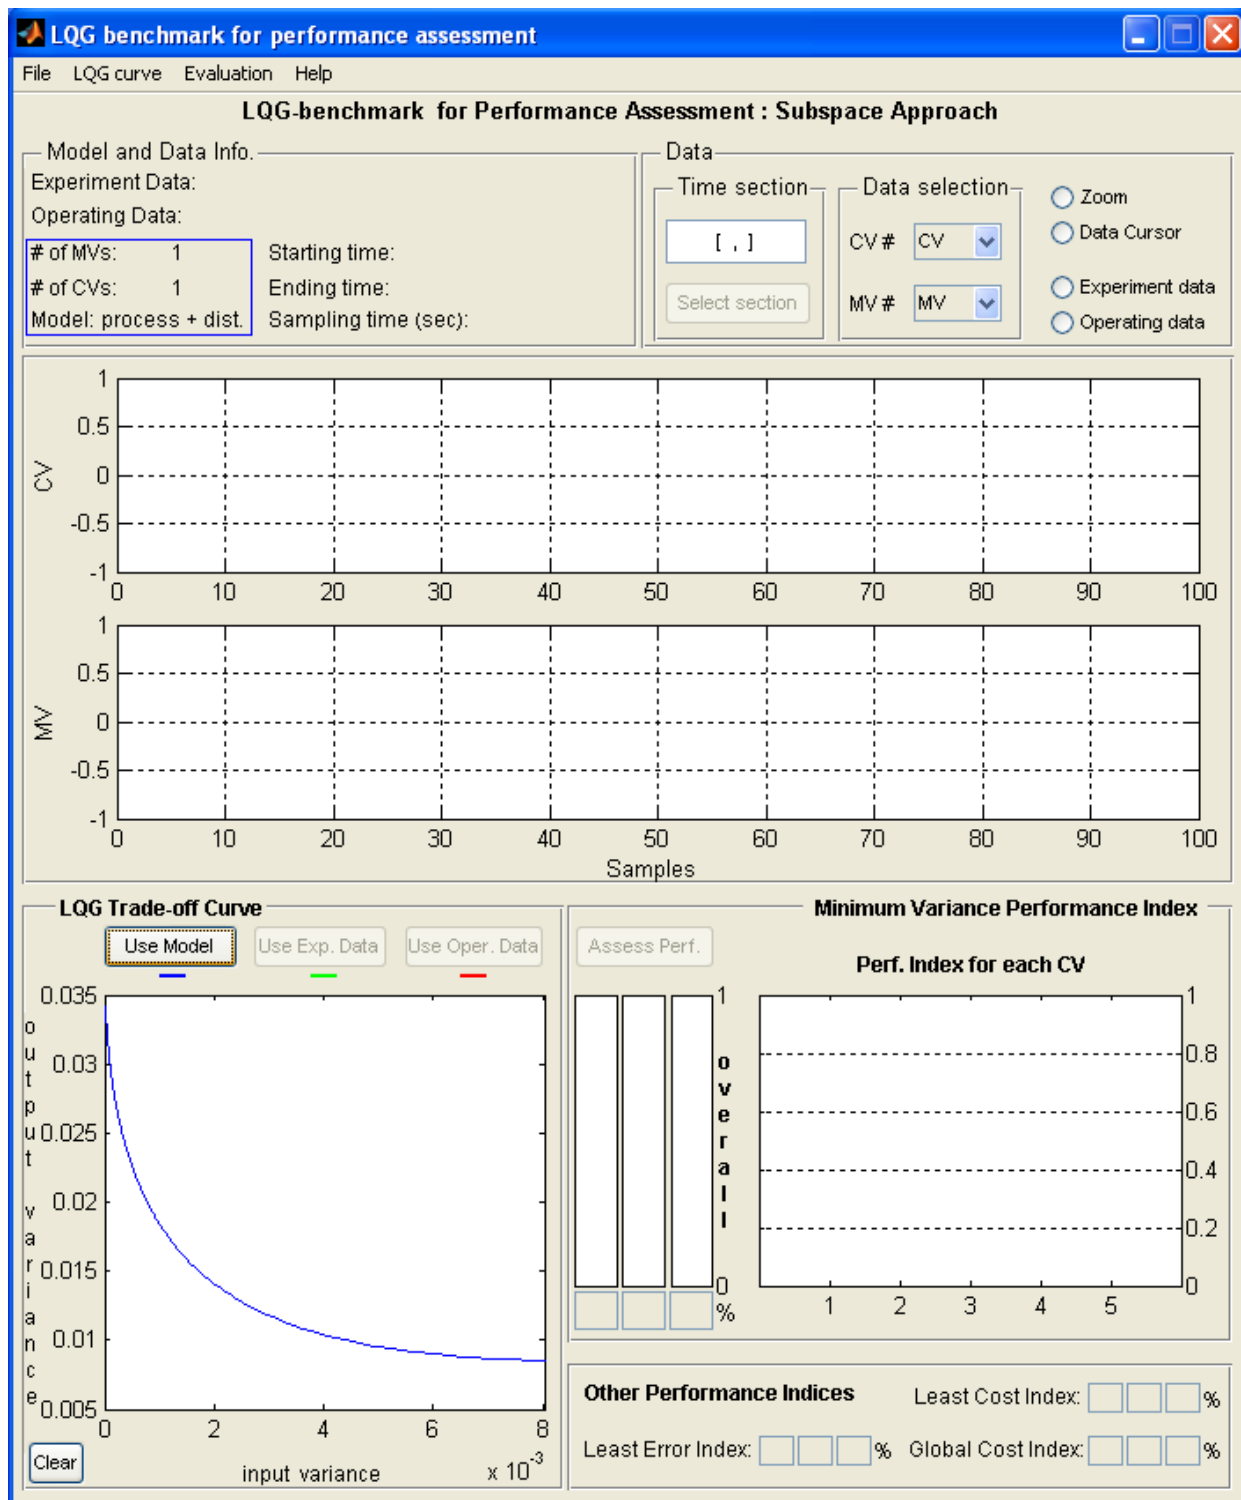 LQG benchmark for performance assessment
File LQG curve Evaluation Help
LQG-benchmark for Performance Assessment : Subspace Approach
Model and Data Info.
Experiment Data:
Operating Data:
# of MVs: 1
# of CVs: 1
Model: process + dist.
Starting time:
Ending time:
Sampling time (sec):
Data
Time section
[ , ]
Select section
Data selection
CV # CV
MV # MV
Zoom
Data Cursor
Experiment data
Operating data
CV
1
0.5
0
-0.5
-1
0 10 20 30 40 50 60 70 80 90 100
MV
1
0.5
0
-0.5
-1
0 10 20 30 40 50 60 70 80 90 100
Samples
LQG Trade-off Curve
Use Model Use Exp. Data Use Oper. Data
output variance
0.035
0.03
0.025
0.02
0.015
0.01
0.005
0 2 4 6 8
input variance x 10-3
Clear
Minimum Variance Performance Index
Assess Perf.
1
overall
0
%
Perf. Index for each CV
1
0.8
0.6
0.4
0.2
0
1 2 3 4 5
Other Performance Indices
Least Cost Index: %
Least Error Index: % Global Cost Index: %